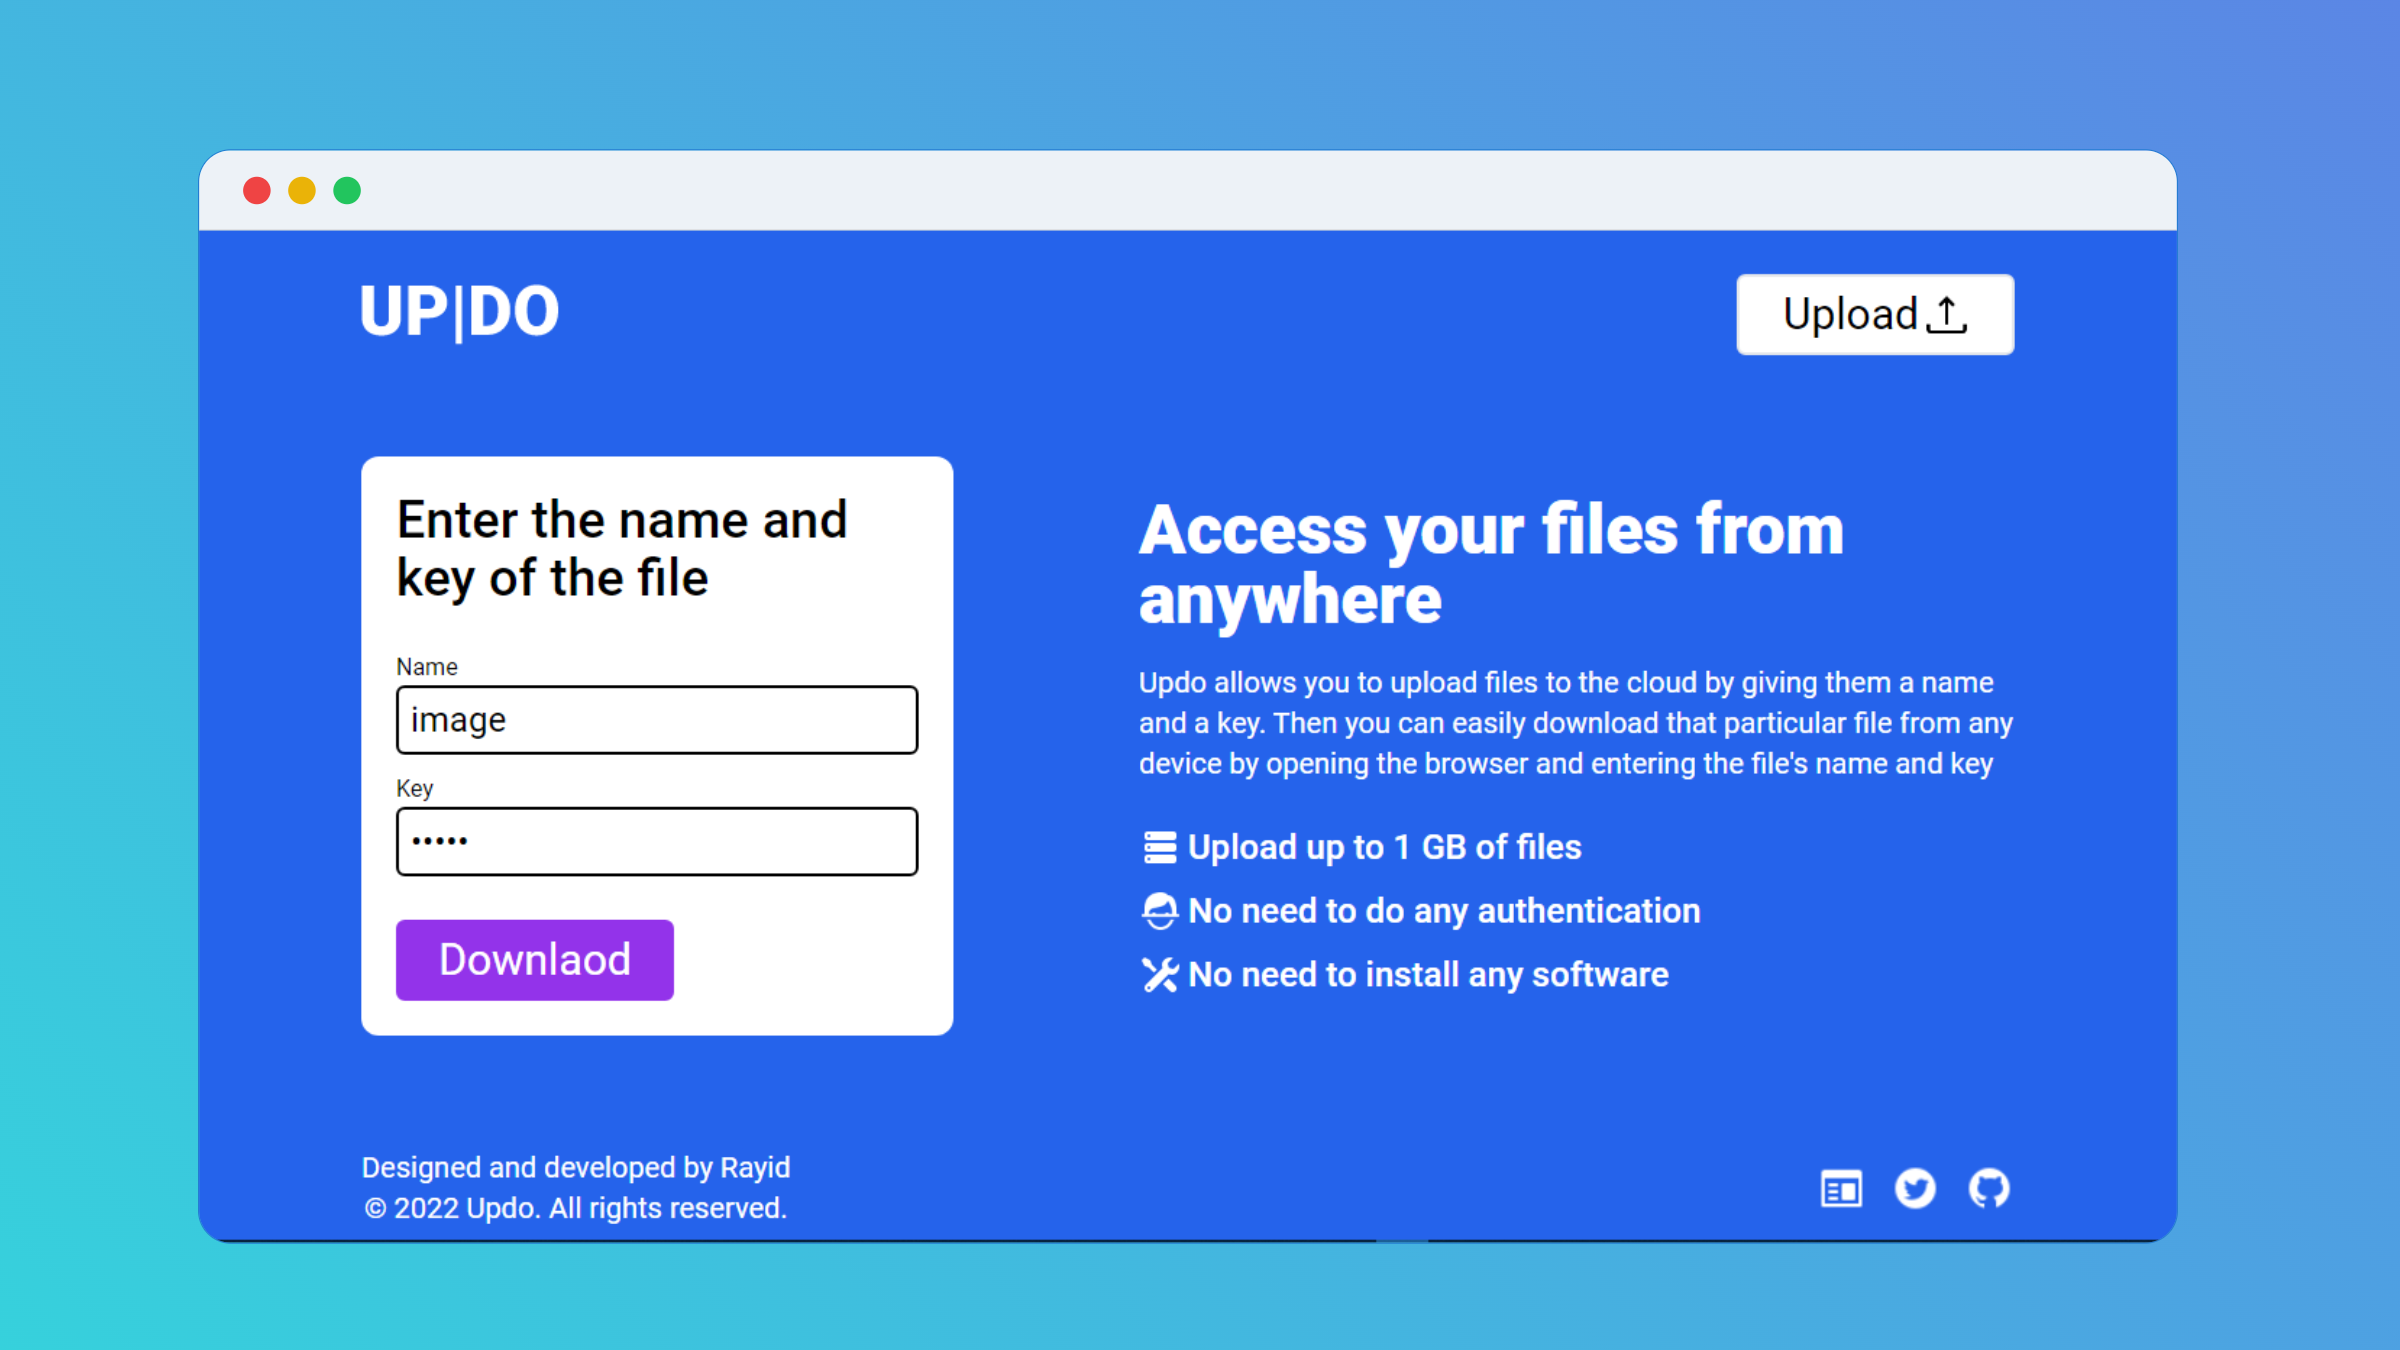 UP|DO
Upload
Enter the name and
key of the file
Name
image
Key
•••••
Downlaod
Access your files from
anywhere
Updo allows you to upload files to the cloud by giving them a name
and a key. Then you can easily download that particular file from any
device by opening the browser and entering the file's name and key
Upload up to 1 GB of files
No need to do any authentication
No need to install any software
Designed and developed by Rayid
© 2022 Updo. All rights reserved.